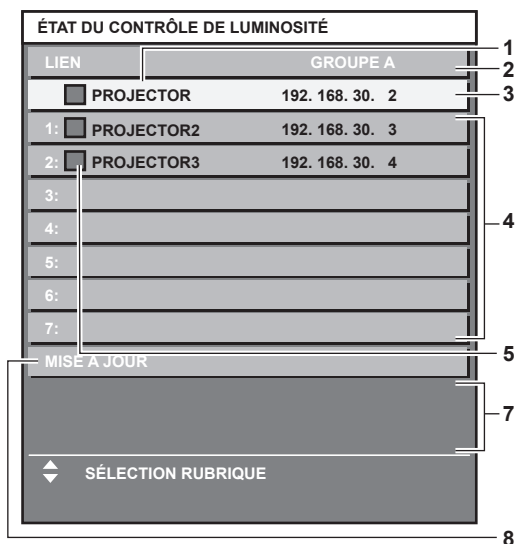 ÉTAT DU CONTRÔLE DE LUMINOSITÉ
LIEN GROUPE A
PROJECTOR 192. 168. 30. 2
1: PROJECTOR2 192. 168. 30. 3
2: PROJECTOR3 192. 168. 30. 4
3:
4:
5:
6:
7:
MISE À JOUR
SÉLECTION RUBRIQUE
1
2
3
4
5
7
8